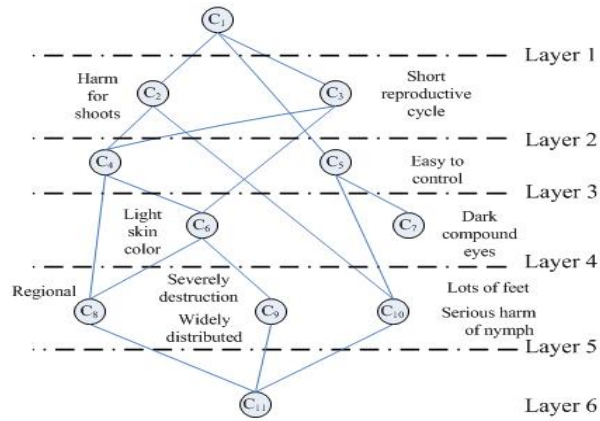 C1
Layer 1
Harm
for
shoots
C2
C3
Short
reproductive
cycle
Layer 2
C4
C5
Easy to
control
Layer 3
Light
skin
color
C6
C7
Dark
compound
eyes
Layer 4
Regional
C8
Severely
destruction
Widely
distributed
C9
C10
Lots of feet
Serious harm
of nymph
Layer 5
C11
Layer 6